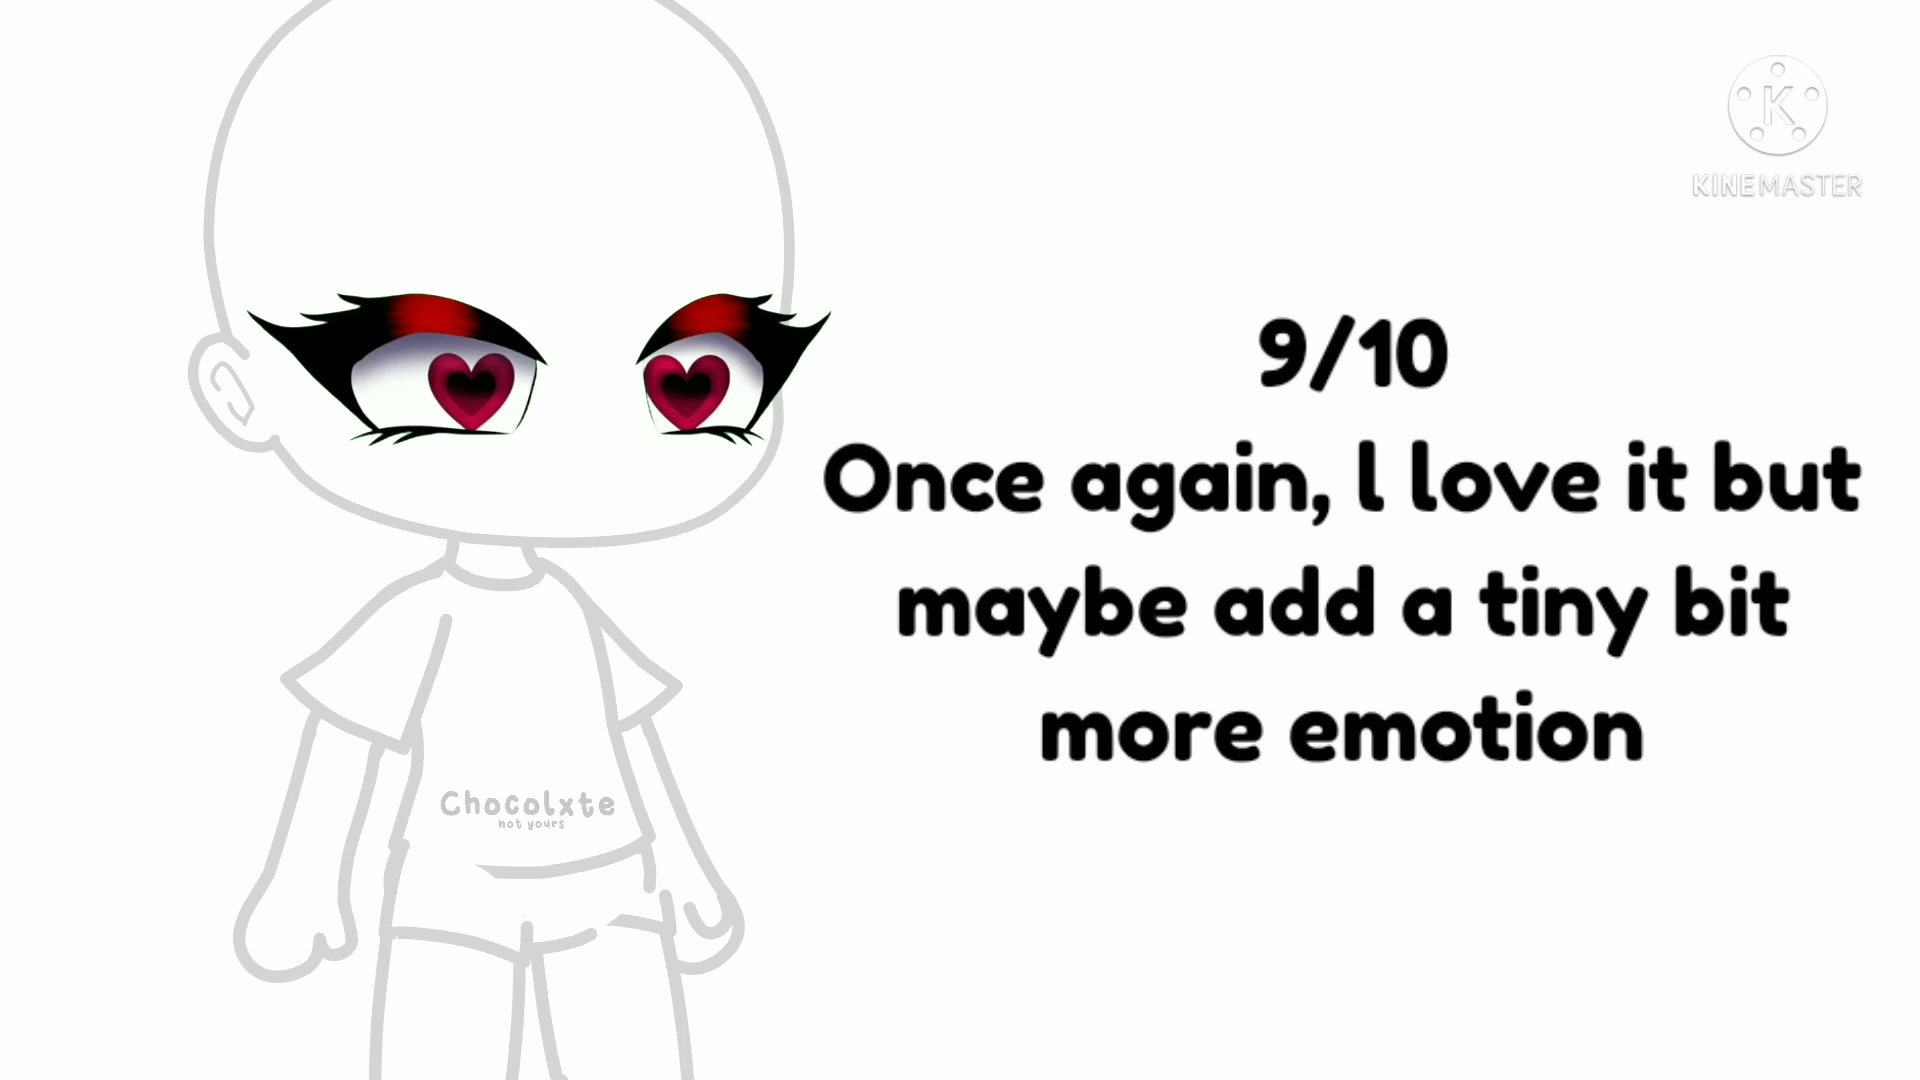 K
KINEMASTER
9/10
Once again, I love it but
maybe add a tiny bit
more emotion
Chocolxte
not yours